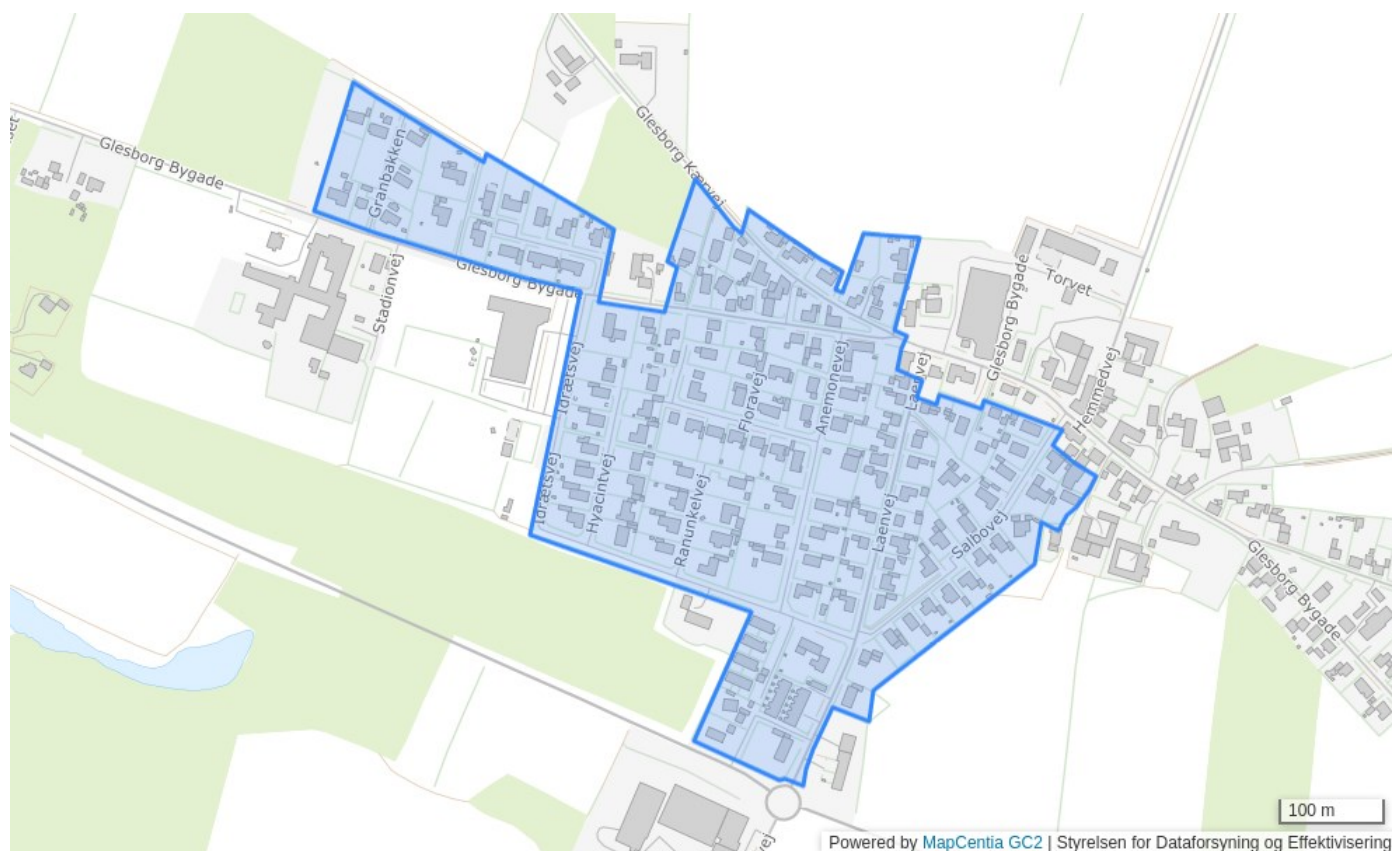 Glesborg Kærvej
Glesborg Bygade
Granbakken
Stadionvej
Glesborg Bygade
Glesborg Bygade
Torvet
Hemmedvej
Laenvej
Idrætsvej
Floravej
Anemonevej
Idrætsvej
Hyacintvej
Ranunkelvej
Laenvej
Salbovej
Glesborg Bygade
100 m
Powered by MapCentia GC2 | Styrelsen for Dataforsyning og Effektivisering